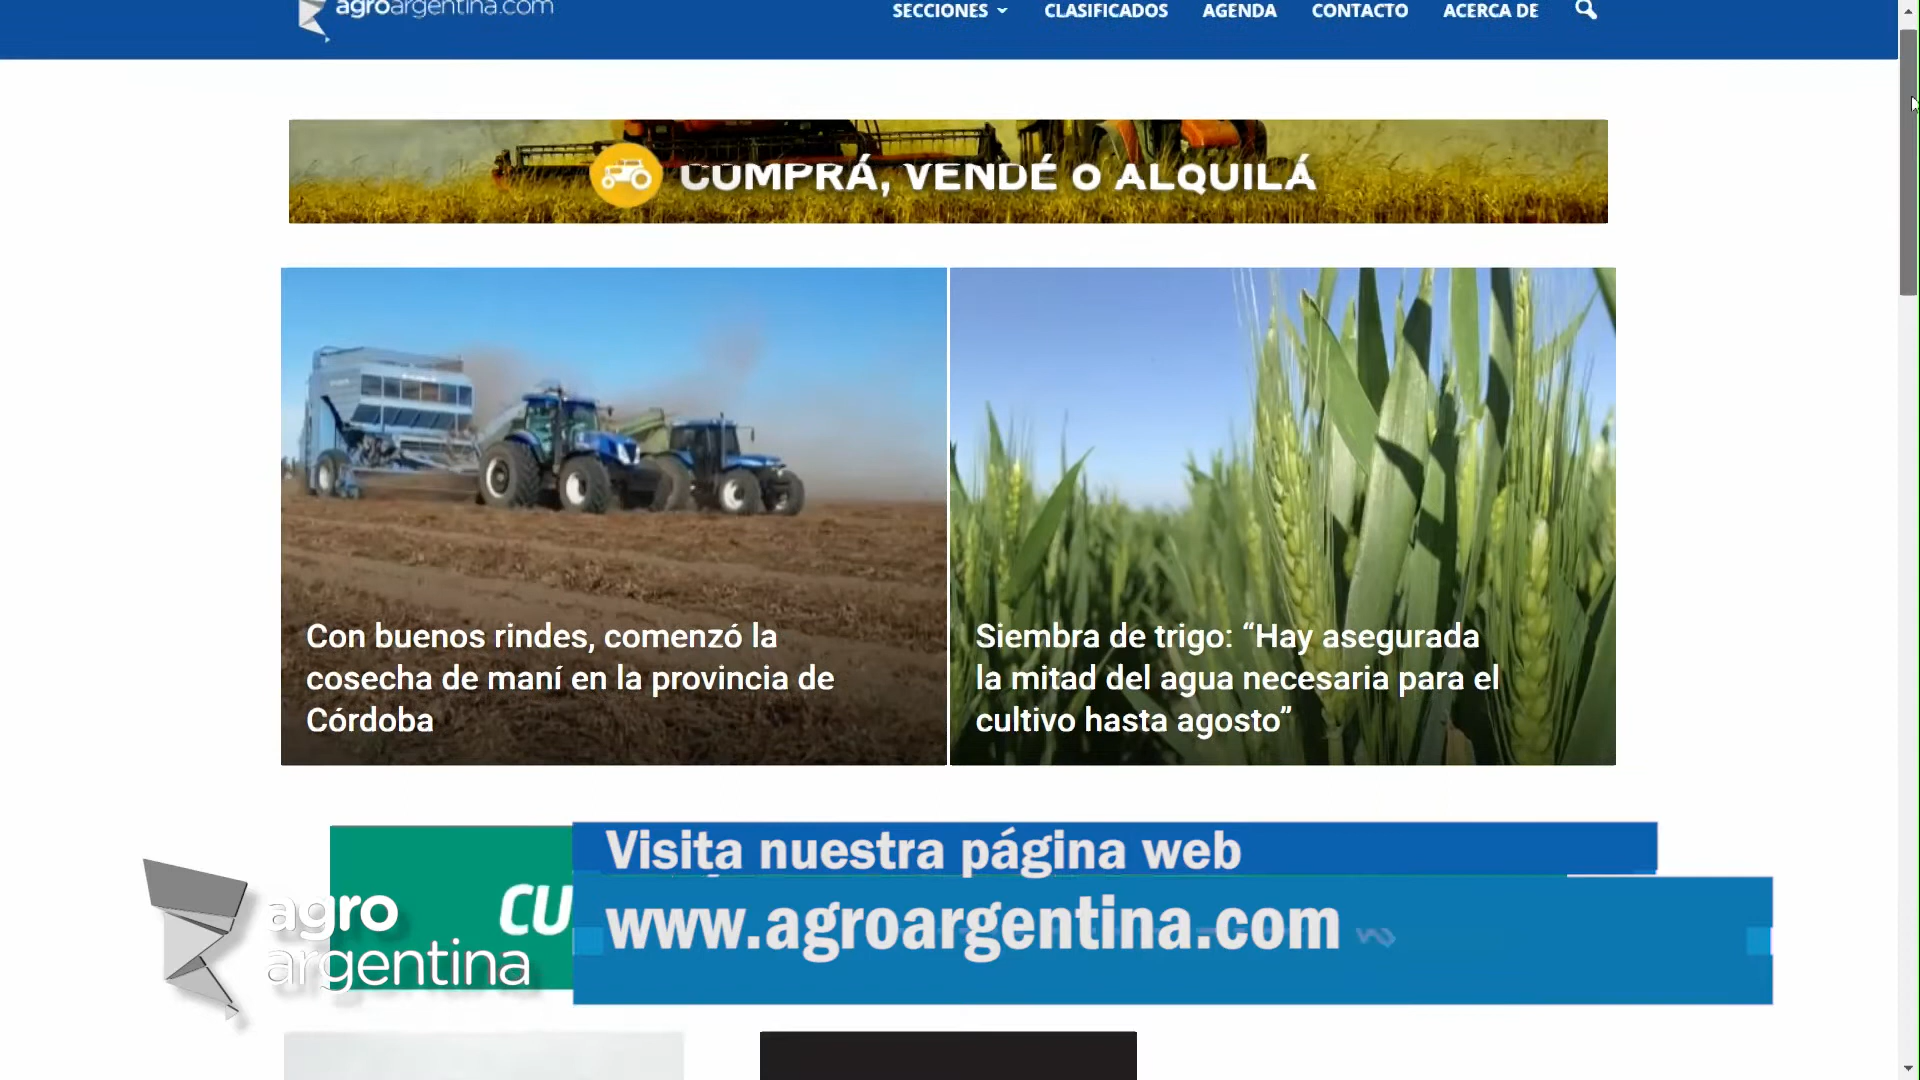 agroargentina.com
SECCIONES CLASIFICADOS AGENDA CONTACTO ACERCA DE
COMPRÁ, VENDÉ O ALQUILÁ
Con buenos rindes, comenzó la
cosecha de maní en la provincia de
Córdoba
Siembra de trigo: “Hay asegurada
la mitad del agua necesaria para el
cultivo hasta agosto”
agro
argentina
CU
Visita nuestra página web
www.agroargentina.com